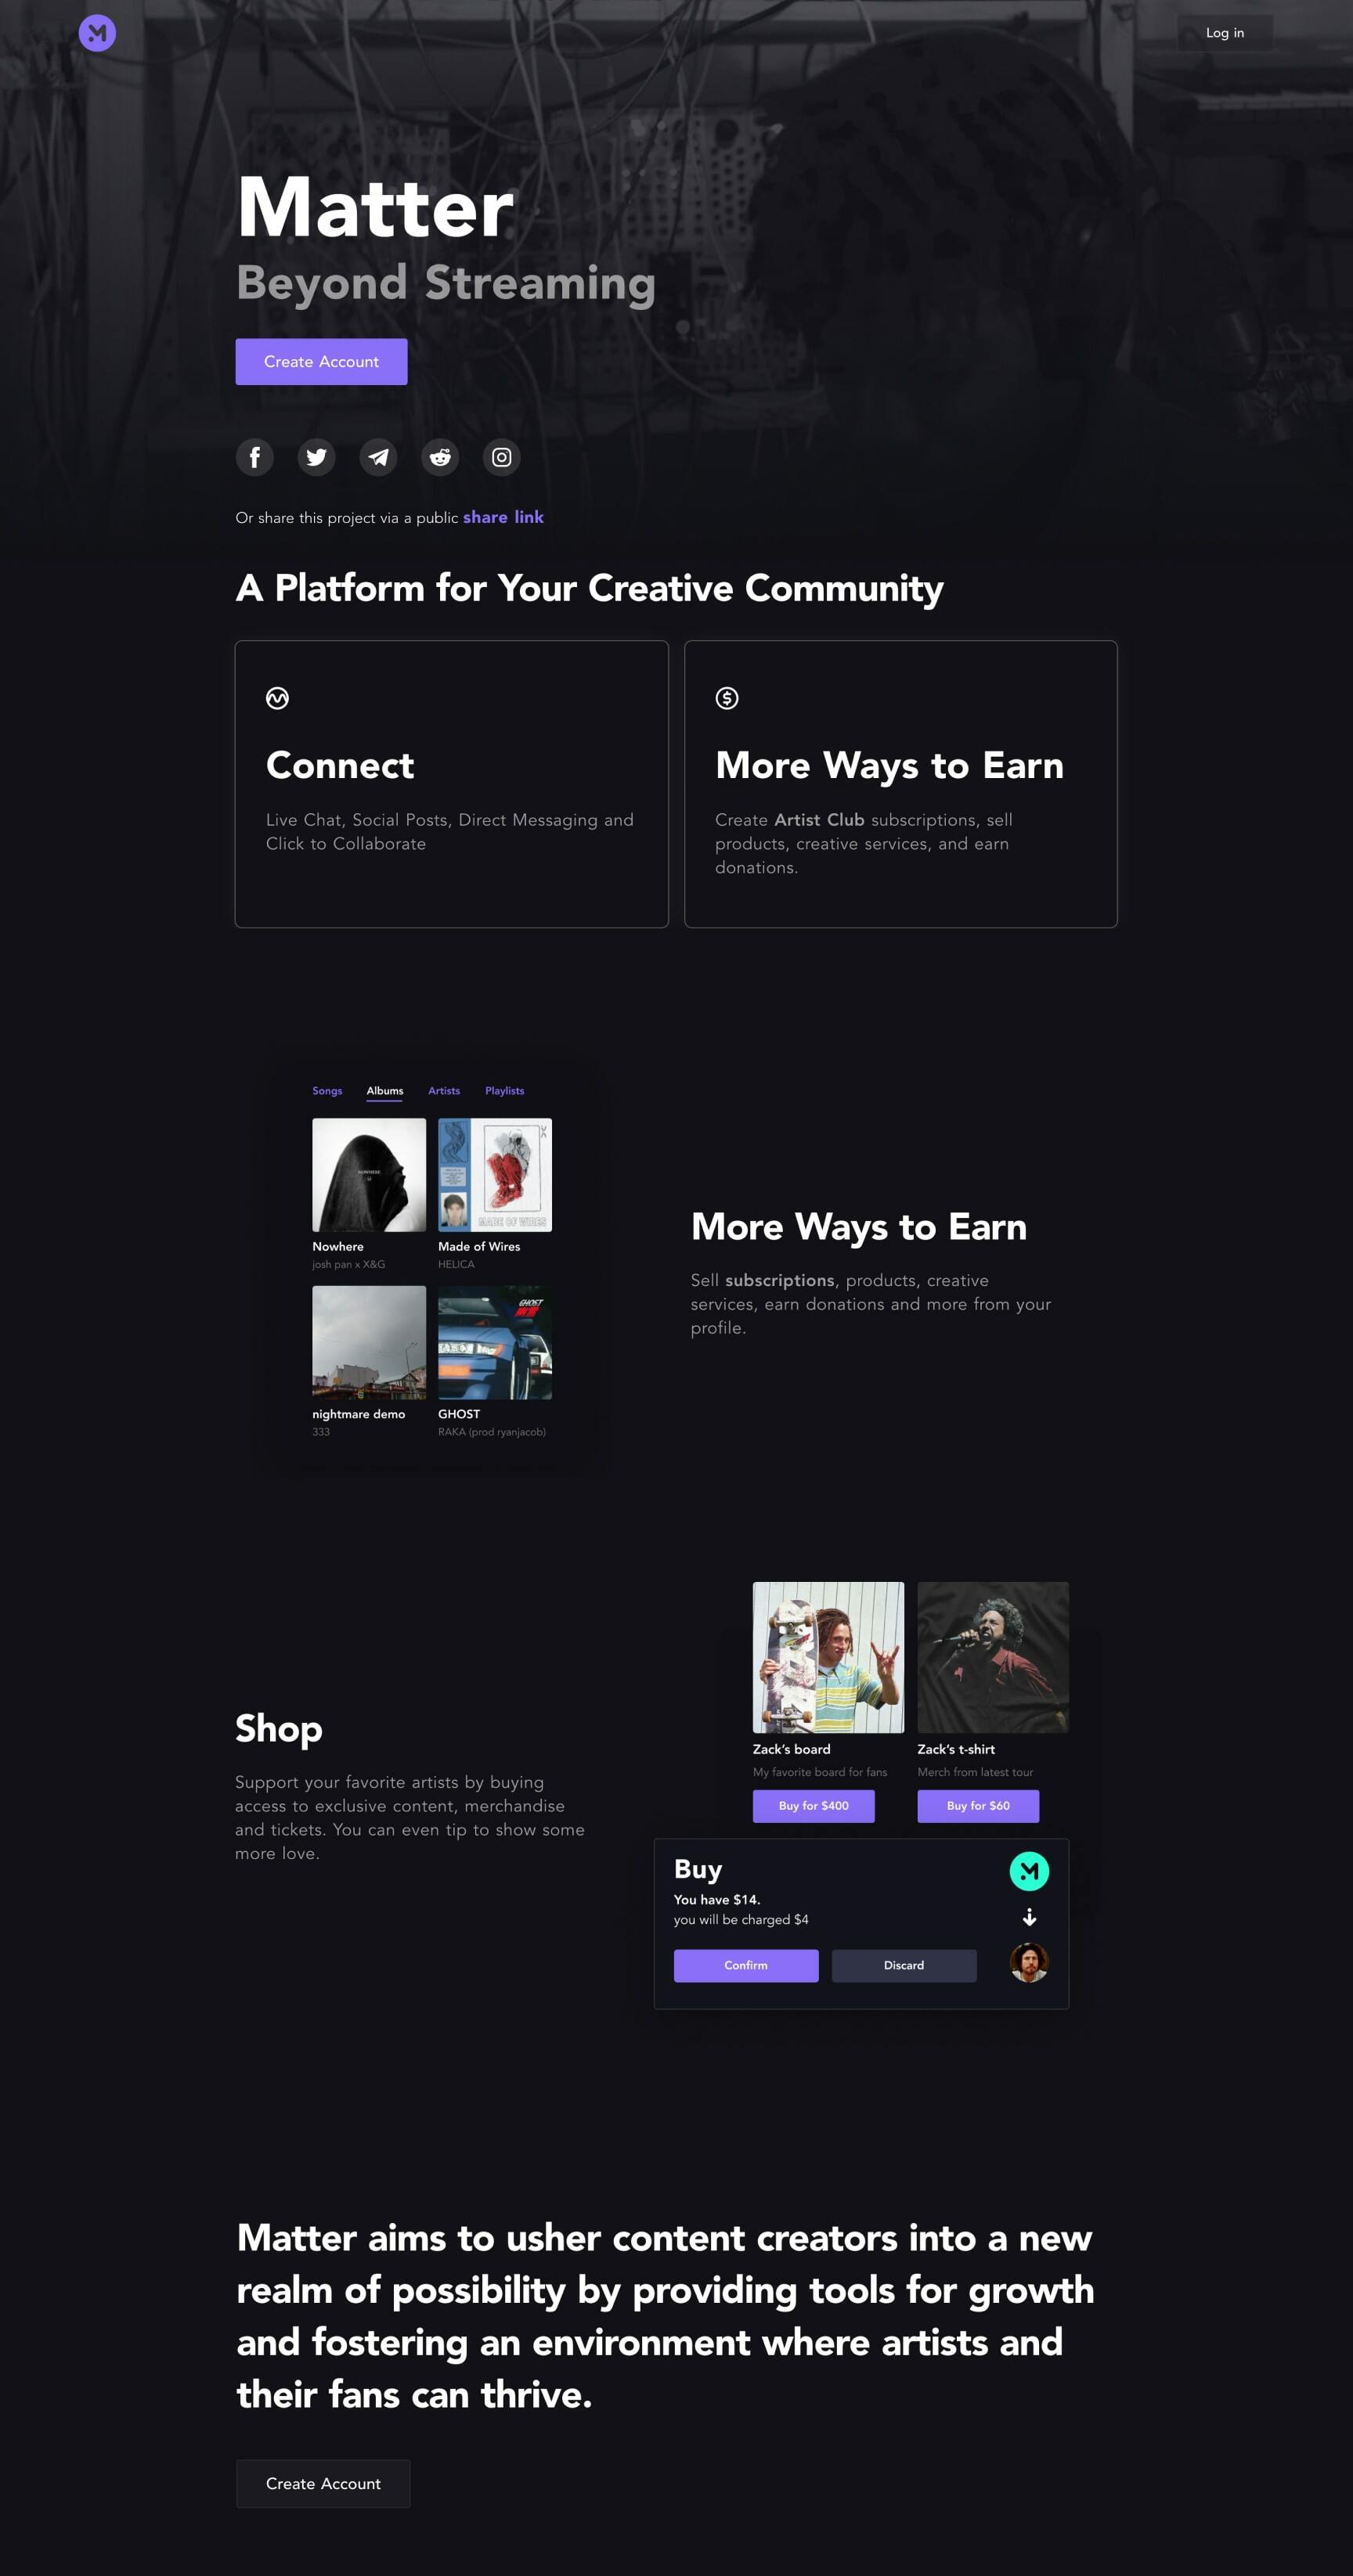 Log in
Matter
Beyond Streaming
Create Account
Or share this project via a public share link
A Platform for Your Creative Community
Connect
Live Chat, Social Posts, Direct Messaging and
Click to Collaborate
More Ways to Earn
Create Artist Club subscriptions, sell
products, creative services, and earn
donations.
Songs Albums Artists Playlists
NOWHERE
MADE OF WIRES
Nowhere
josh pan x X&G
Made of Wires
HELICA
GHOST
nightmare demo
333
GHOST
RAKA (prod ryanjacob)
More Ways to Earn
Sell subscriptions, products, creative
services, earn donations and more from your
profile.
Shop
Support your favorite artists by buying
access to exclusive content, merchandise
and tickets. You can even tip to show some
more love.
Zack’s board
My favorite board for fans
Buy for $400
Zack’s t-shirt
Merch from latest tour
Buy for $60
Buy
You have $14.
you will be charged $4
Confirm
Discard
Matter aims to usher content creators into a new
realm of possibility by providing tools for growth
and fostering an environment where artists and
their fans can thrive.
Create Account